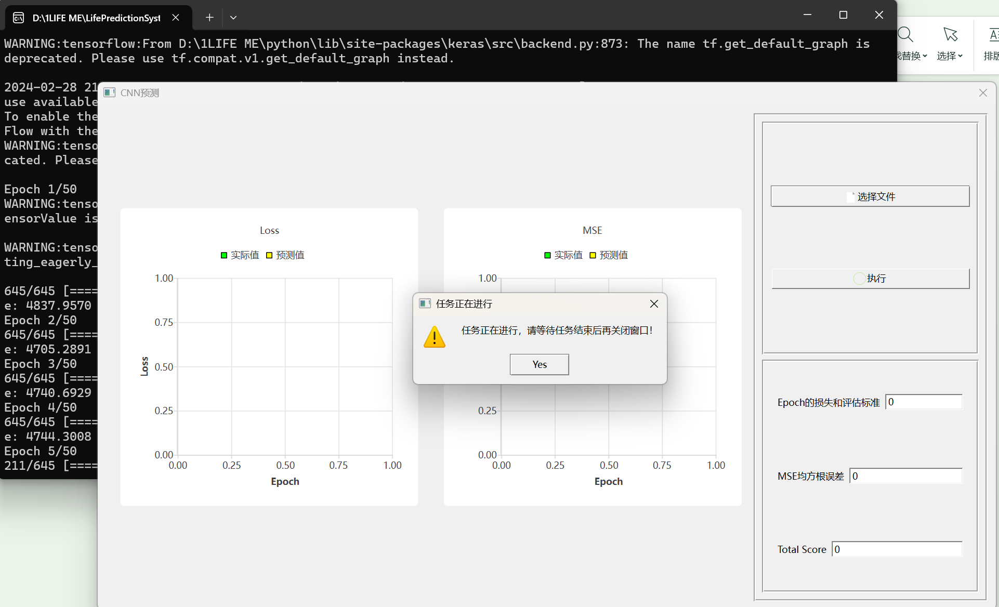 D:\1LIFE ME\LifePredictionSyst
WARNING:tensorflow:From D:\1LIFE ME\python\lib\site-packages\keras\src\backend.py:873: The name tf.get_default_graph is
deprecated. Please use tf.compat.v1.get_default_graph instead.
替换
选择
排版
2024-02-28 21
use available
To enable the
Flow with the
WARNING:tenso
cated. Please
Epoch 1/50
WARNING:tenso
ensorValue is
WARNING:tenso
ting_eagerly_
645/645 [====
e: 4837.9570
Epoch 2/50
645/645 [====
e: 4705.2891
Epoch 3/50
645/645 [====
e: 4740.6929
Epoch 4/50
645/645 [====
e: 4744.3008
Epoch 5/50
211/645 [====
CNN预测
Loss
实际值 预测值
1.00
0.75
0.50
0.25
0.00
Loss
0.00 0.25 0.50 0.75 1.00
Epoch
MSE
实际值 预测值
1.00
0.25
0.00
0.00 0.25 0.50 0.75 1.00
Epoch
任务正在进行
任务正在进行，请等待任务结束后再关闭窗口！
Yes
选择文件
执行
Epoch的损失和评估标准 0
MSE均方根误差 0
Total Score 0